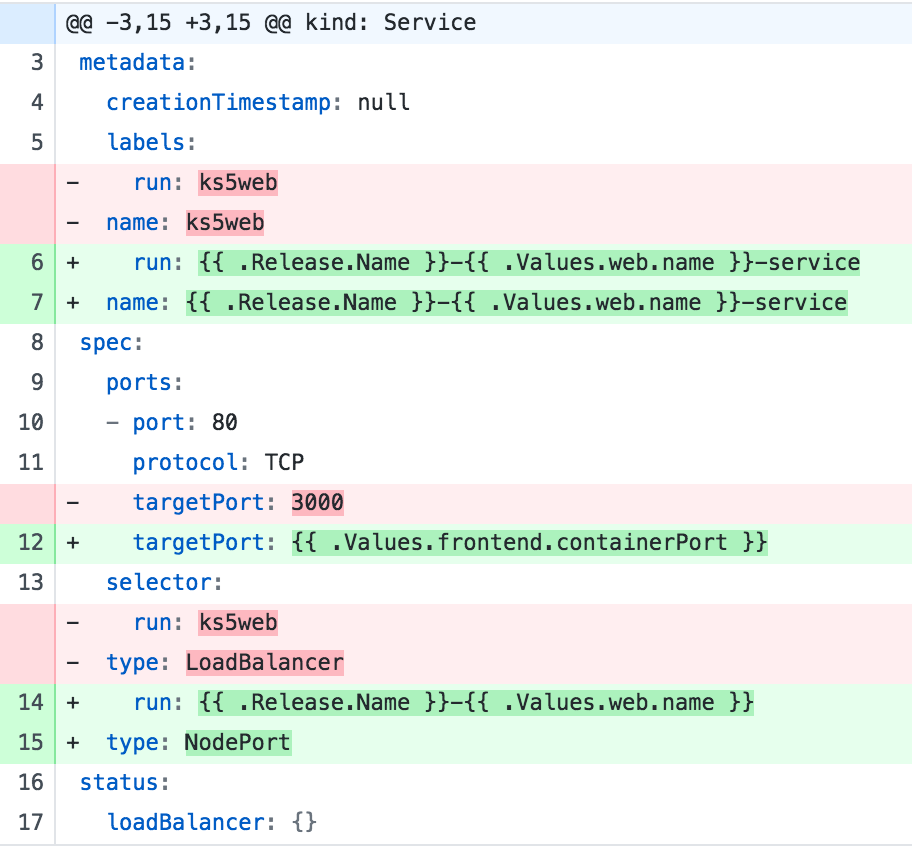 @@ -3,15 +3,15 @@ kind: Service
3 metadata:
4 creationTimestamp: null
5 labels:
- run: ks5web
- name: ks5web
6 + run: {{ .Release.Name }}-{{ .Values.web.name }}-service
7 + name: {{ .Release.Name }}-{{ .Values.web.name }}-service
8 spec:
9 ports:
10 - port: 80
11 protocol: TCP
- targetPort: 3000
12 + targetPort: {{ .Values.frontend.containerPort }}
13 selector:
- run: ks5web
- type: LoadBalancer
14 + run: {{ .Release.Name }}-{{ .Values.web.name }}
15 + type: NodePort
16 status:
17 loadBalancer: {}